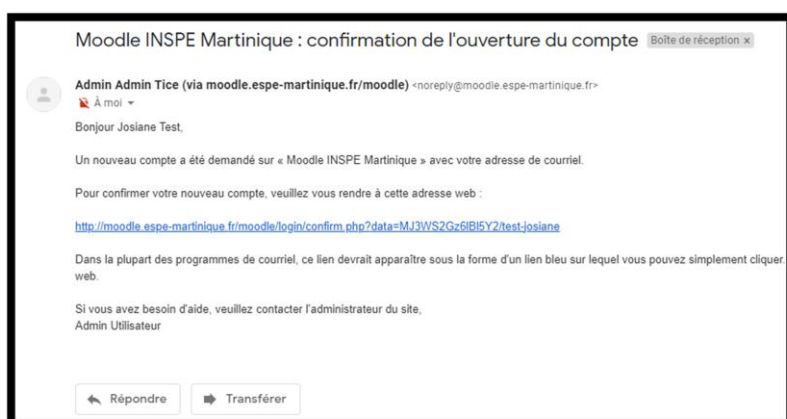 Moodle INSPE Martinique : confirmation de l'ouverture du compte Boîte de réception ×
Admin Admin Tice (via moodle.espe-martinique.fr/moodle) <noreply@moodle.espe-martinique.fr>
À moi
Bonjour Josiane Test,
Un nouveau compte a été demandé sur « Moodle INSPE Martinique » avec votre adresse de courriel.
Pour confirmer votre nouveau compte, veuillez vous rendre à cette adresse web :
http://moodle.espe-martinique.fr/moodle/login/confirm.php?data=MJ3WS2Gz6IBI5Y2/test-josiane
Dans la plupart des programmes de courriel, ce lien devrait apparaître sous la forme d'un lien bleu sur lequel vous pouvez simplement cliquer.
web.
Si vous avez besoin d'aide, veuillez contacter l'administrateur du site,
Admin Utilisateur
Répondre Transférer